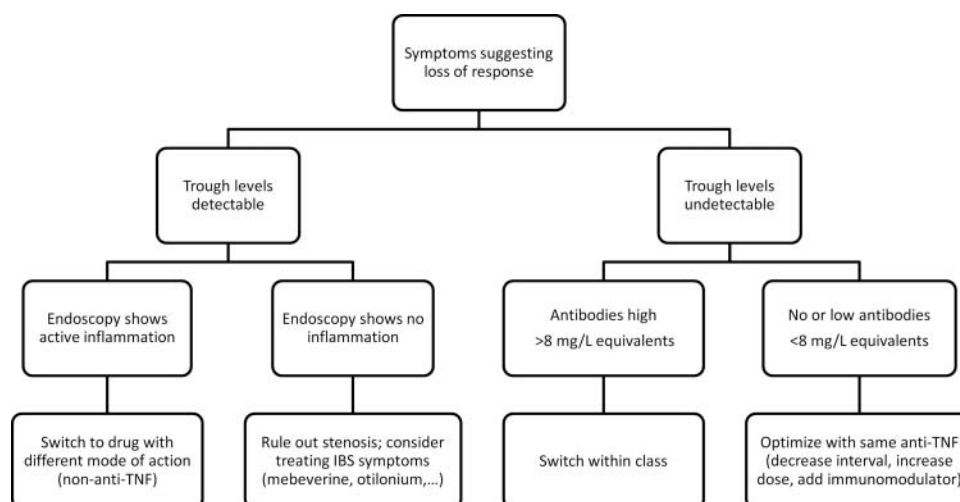 Symptoms suggesting
loss of response
Trough levels
detectable
Trough levels
undetectable
Endoscopy shows
active inflammation
Endoscopy shows no
inflammation
Antibodies high
>8 mg/L equivalents
No or low antibodies
<8 mg/L equivalents
Switch to drug with
different mode of action
(non-anti-TNF)
Rule out stenosis; consider
treating IBS symptoms
(mebeverine, otilonium,...)
Switch within class
Optimize with same anti-TNF
(decrease interval, increase
dose, add immunomodulator)